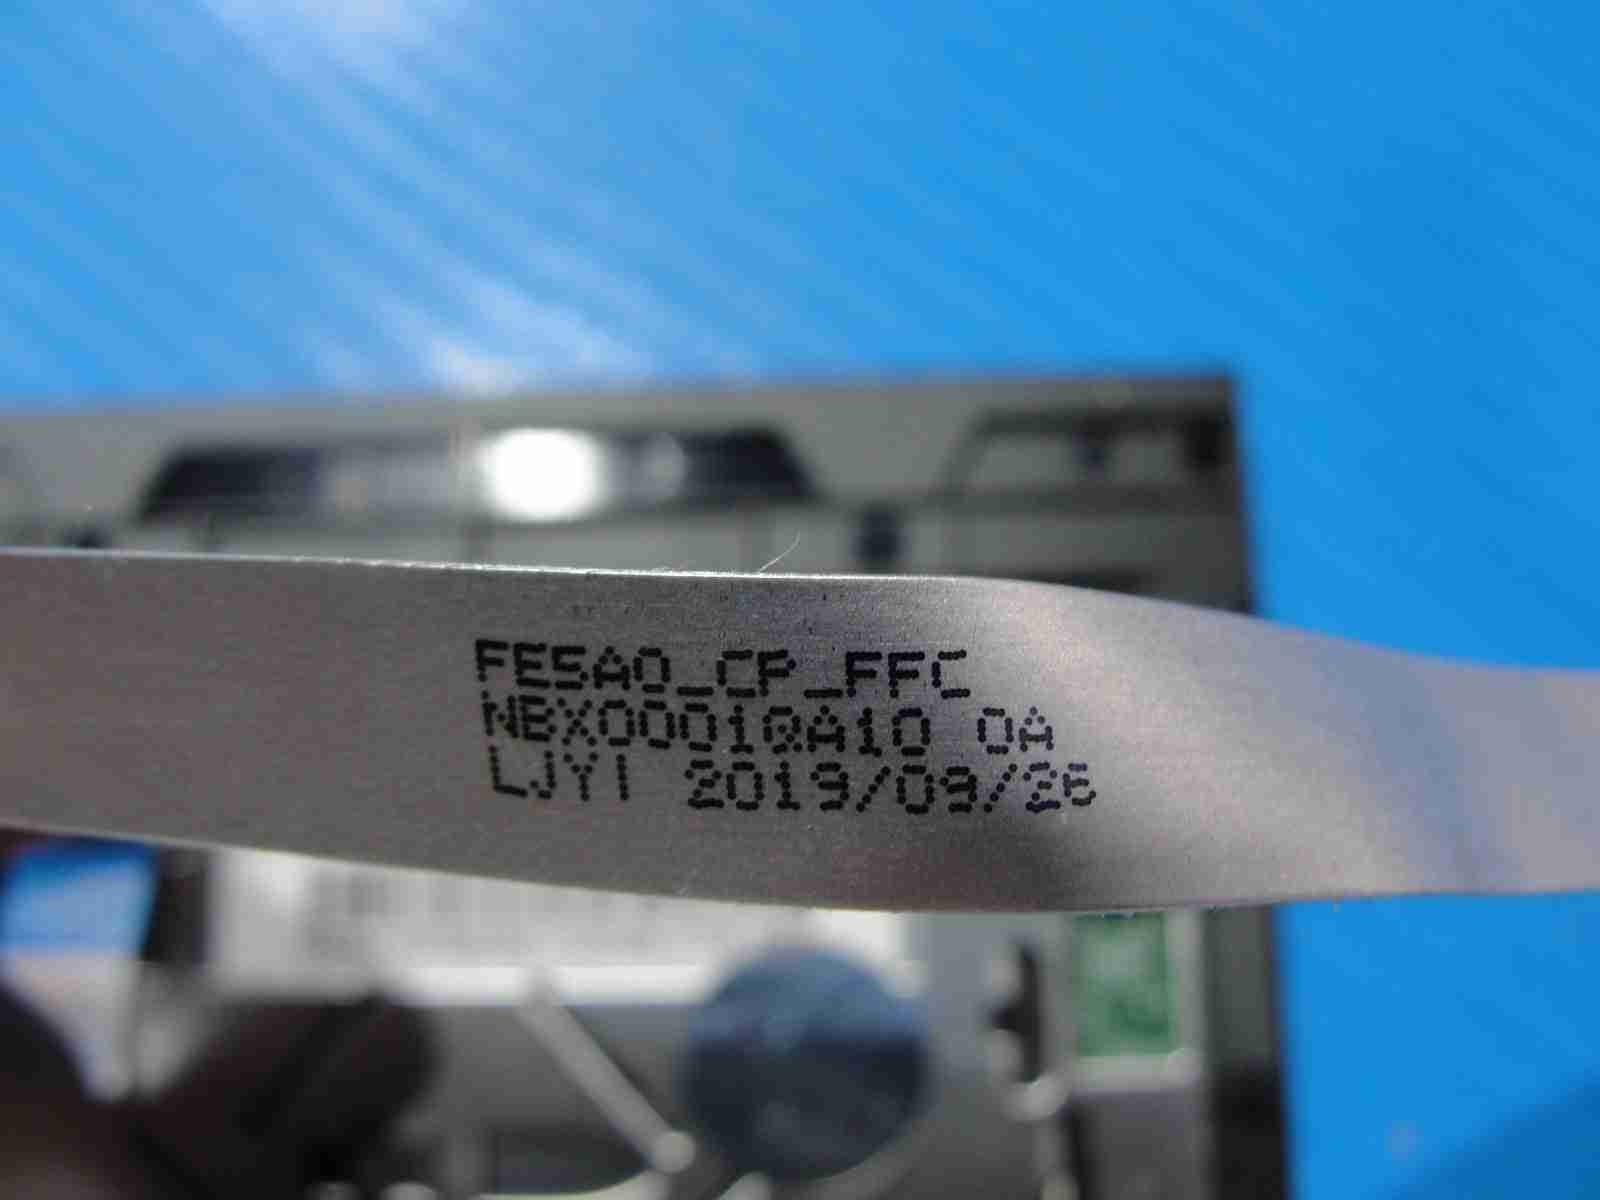 FE5A0_CP_FFC
NBX0001QA10 0A
LJYI 2019/09/26